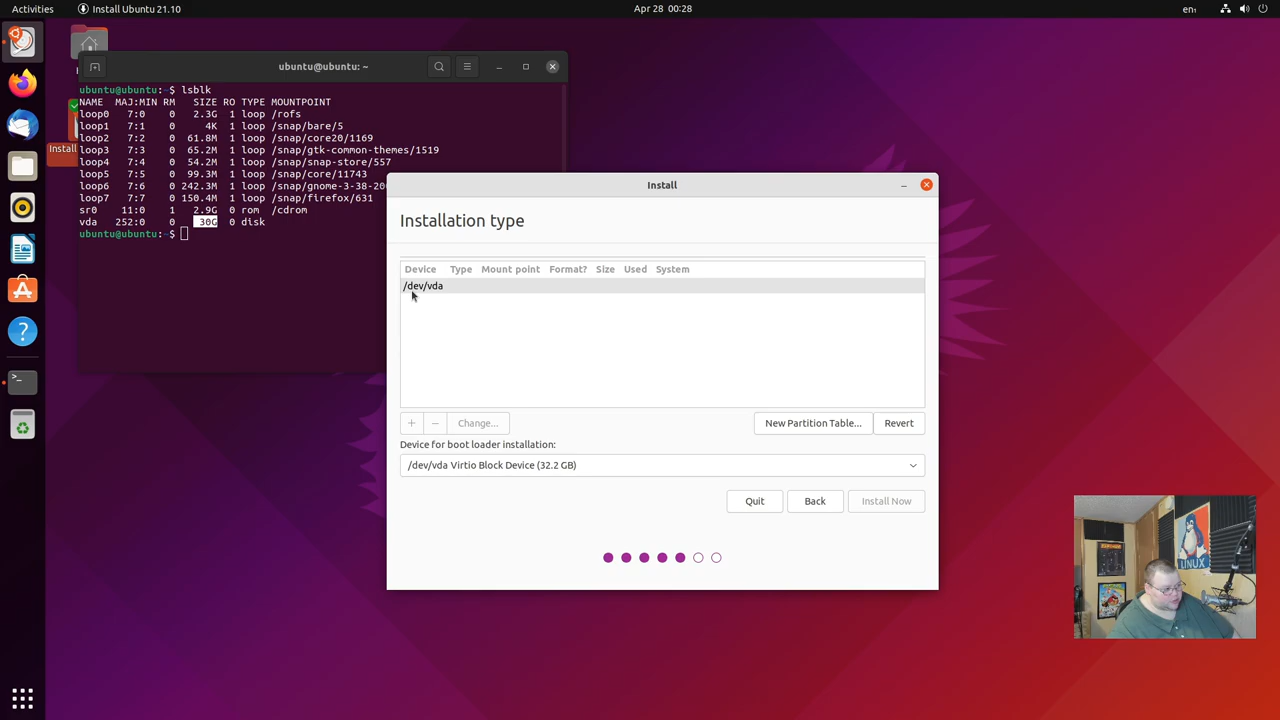 Activities
Install Ubuntu 21.10
Apr 28 00:28
en₁
ubuntu@ubuntu: ~
ubuntu@ubuntu:~$ lsblk
NAME MAJ:MIN RM SIZE RO TYPE MOUNTPOINT
loop0 7:0 0 2.3G 1 loop /rofs
loop1 7:1 0 4K 1 loop /snap/bare/5
loop2 7:2 0 61.8M 1 loop /snap/core20/1169
loop3 7:3 0 65.2M 1 loop /snap/gtk-common-themes/1519
loop4 7:4 0 54.2M 1 loop /snap/snap-store/557
loop5 7:5 0 99.3M 1 loop /snap/core/11743
loop6 7:6 0 242.3M 1 loop /snap/gnome-3-38-20
loop7 7:7 0 150.4M 1 loop /snap/firefox/631
sr0 11:0 1 2.9G 0 rom /cdrom
vda 252:0 0 30G 0 disk
ubuntu@ubuntu:~$
Install
Install
Installation type
Device Type Mount point Format? Size Used System
/dev/vda
+ − Change...
New Partition Table... Revert
Device for boot loader installation:
/dev/vda Virtio Block Device (32.2 GB)
Quit Back Install Now
LINUX